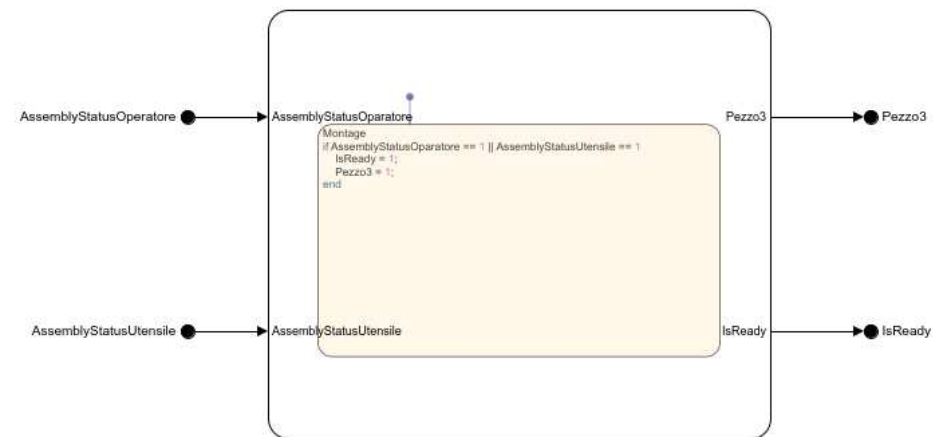 AssemblyStatusOperatore
AssemblyStatusOparatore
Pezzo3
Pezzo3
Montage
if AssemblyStatusOparatore == 1 || AssemblyStatusUtensile == 1
IsReady = 1;
Pezzo3 = 1;
end
AssemblyStatusUtensile
AssemblyStatusUtensile
IsReady
IsReady